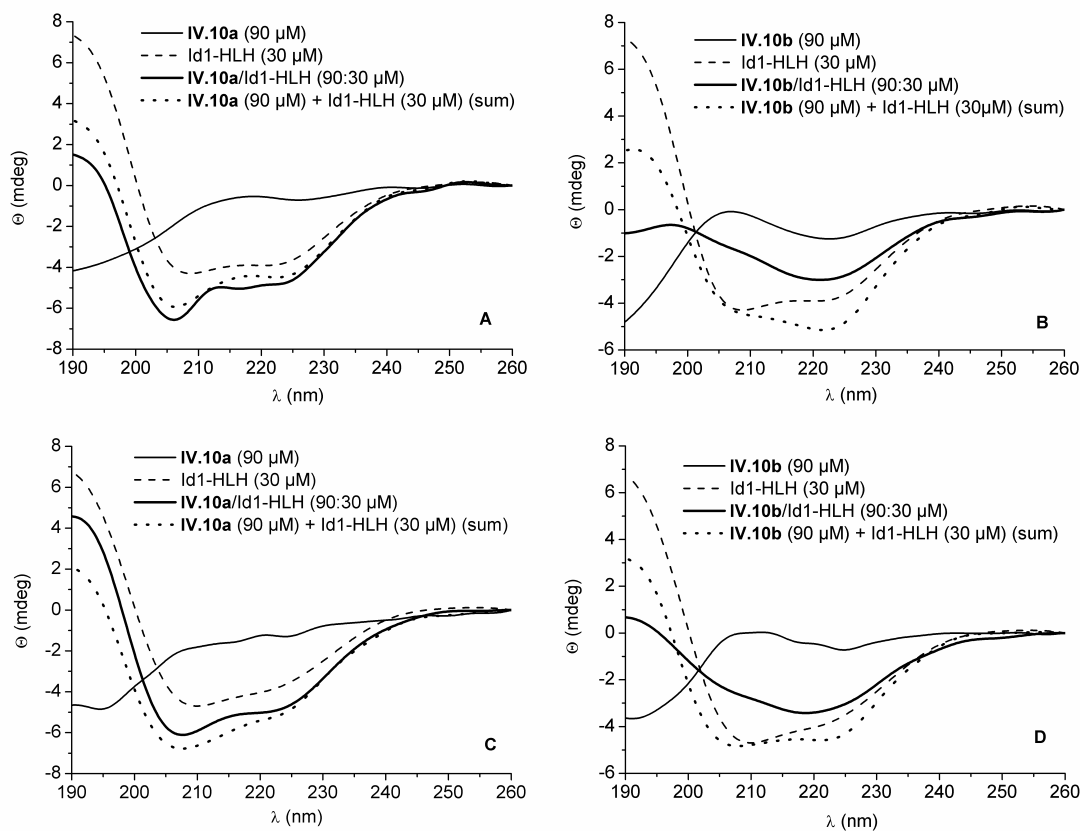 8
6
4
2
0
-2
-4
-6
-8
Θ (mdeg)
IV.10a (90 μM)
Id1-HLH (30 μM)
IV.10a/Id1-HLH (90:30 μM)
IV.10a (90 μM) + Id1-HLH (30 μM) (sum)
A
190 200 210 220 230 240 250 260
λ (nm)
8
6
4
2
0
-2
-4
-6
Θ (mdeg)
IV.10b (90 μM)
Id1-HLH (30 μM)
IV.10b/Id1-HLH (90:30 μM)
IV.10b (90 μM) + Id1-HLH (30μM) (sum)
B
190 200 210 220 230 240 250 260
λ (nm)
8
6
4
2
0
-2
-4
-6
-8
Θ (mdeg)
IV.10a (90 μM)
Id1-HLH (30 μM)
IV.10a/Id1-HLH (90:30 μM)
IV.10a (90 μM) + Id1-HLH (30 μM) (sum)
C
190 200 210 220 230 240 250 260
λ (nm)
8
6
4
2
0
-2
-4
-6
Θ (mdeg)
IV.10b (90 μM)
Id1-HLH (30 μM)
IV.10b/Id1-HLH (90:30 μM)
IV.10b (90 μM) + Id1-HLH (30 μM) (sum)
D
190 200 210 220 230 240 250 260
λ (nm)